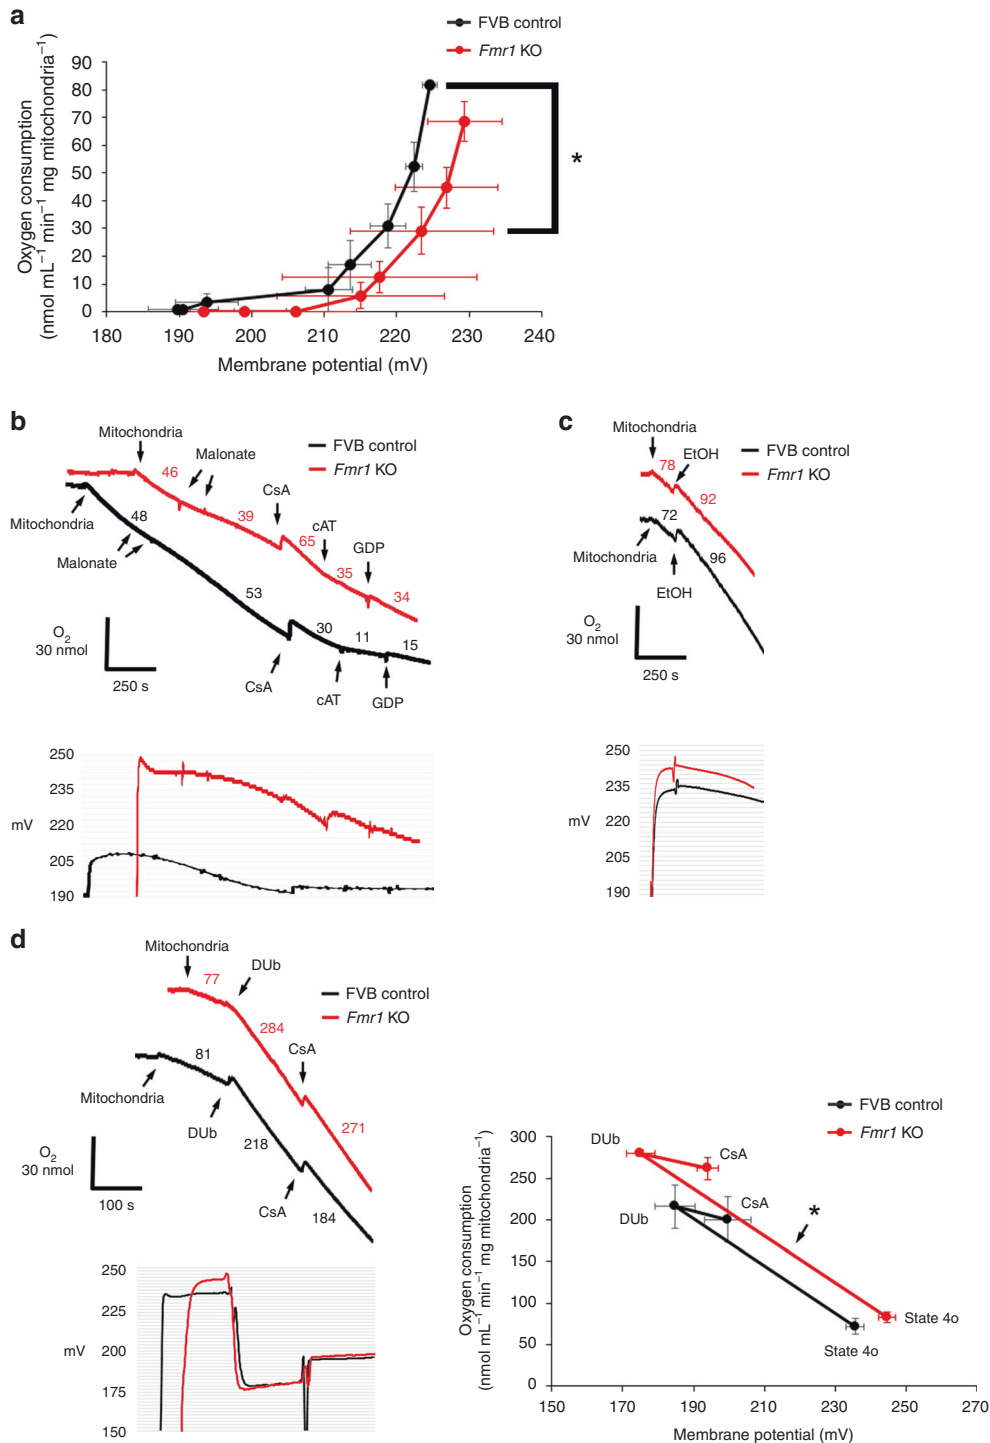 a
FVB control
Fmr1 KO
Oxygen consumption
(nmol mL⁻¹ min⁻¹ mg mitochondria⁻¹)
90
80
70
60
50
40
30
20
10
0
*
180 190 200 210 220 230 240
Membrane potential (mV)
b
Mitochondria
FVB control
Fmr1 KO
Malonate
46
CsA
39
65
cAT
GDP
35
34
Mitochondria
48
Malonate
53
30
11
15
CsA
cAT
GDP
O₂
30 nmol
250 s
250
235
220
205
190
mV
c
Mitochondria
FVB control
Fmr1 KO
EtOH
78
92
72
96
Mitochondria
EtOH
O₂
30 nmol
250 s
250
235
220
205
190
mV
d
Mitochondria
DUb
FVB control
Fmr1 KO
77
284
CsA
271
81
Mitochondria
DUb
218
CsA
184
O₂
30 nmol
100 s
250
225
200
175
150
mV
FVB control
Fmr1 KO
Oxygen consumption
(nmol mL⁻¹ min⁻¹ mg mitochondria⁻¹)
300
250
200
150
100
50
0
DUb
CsA
DUb
CsA
*
State 4o
State 4o
150 170 190 210 230 250 270
Membrane potential (mV)